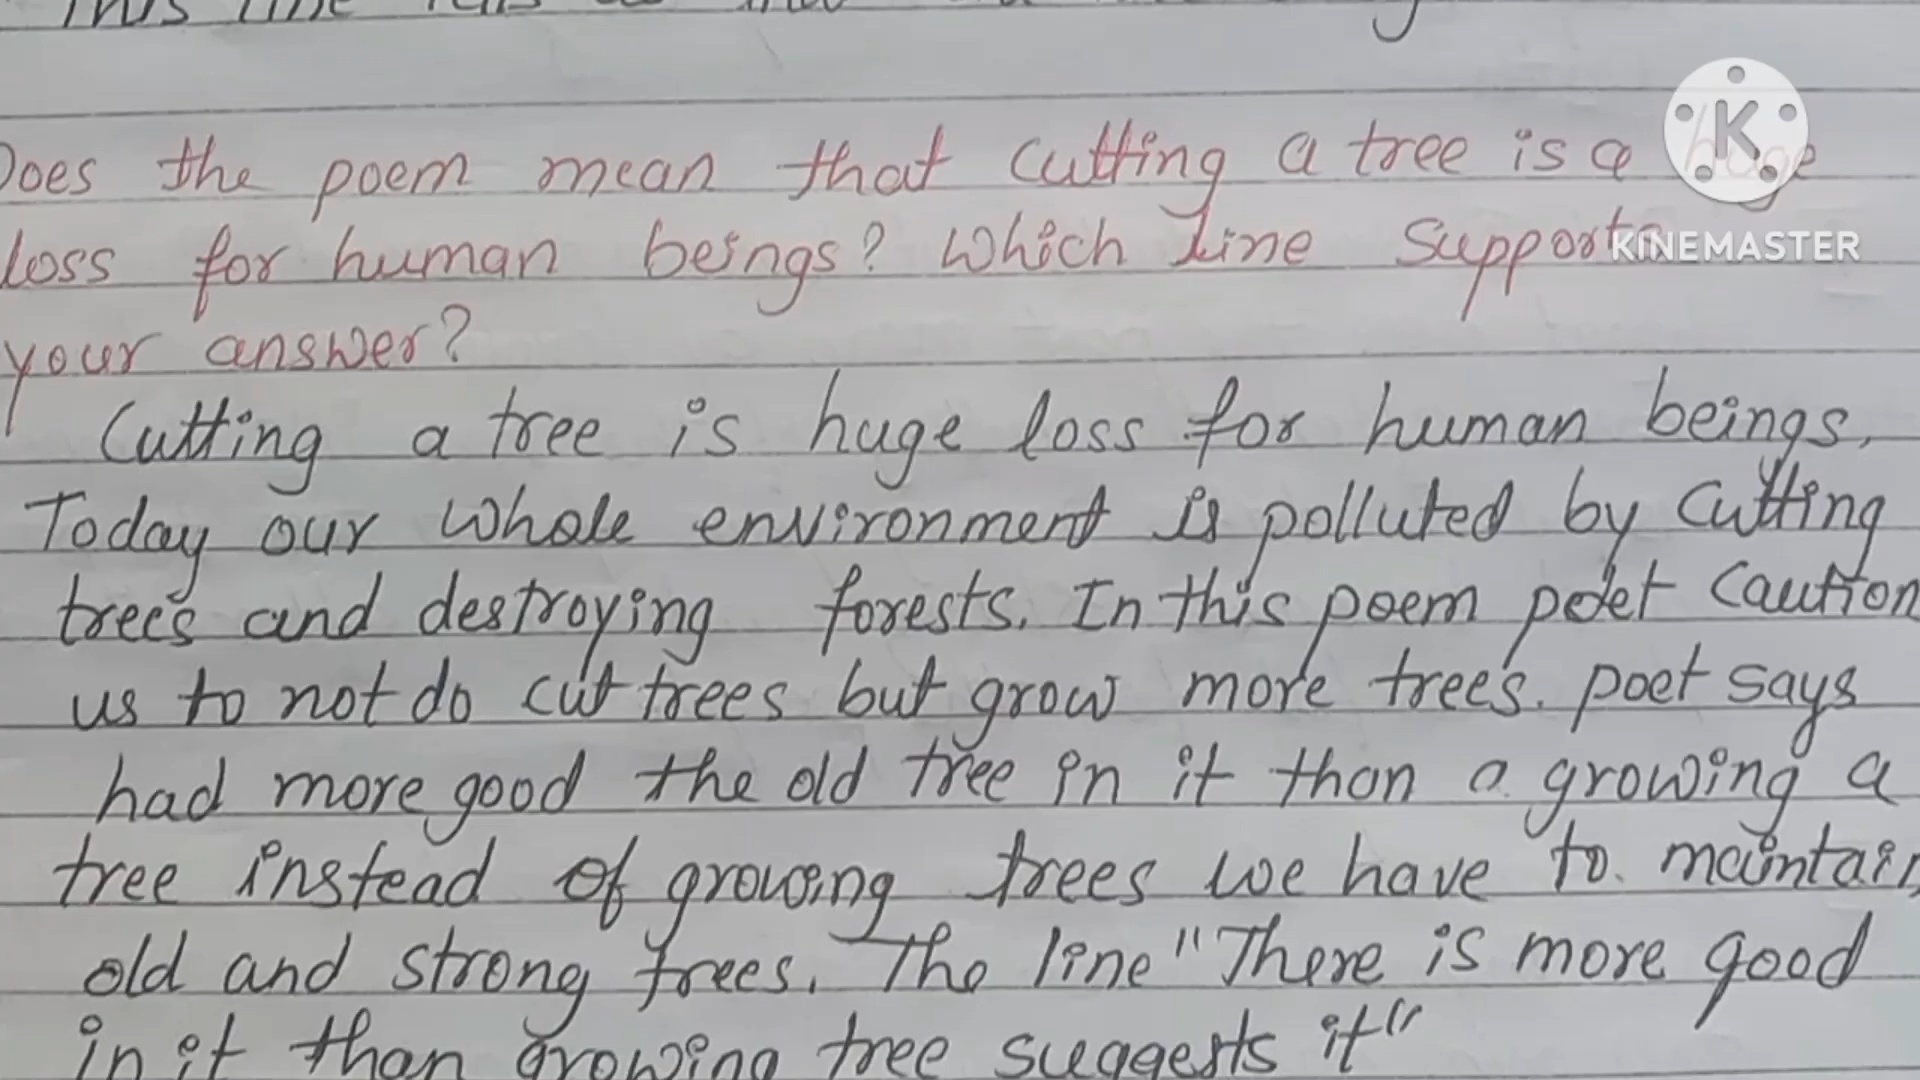 This line
Does the poem mean that cutting a tree is a huge
loss for human beings? Which line supports
KINEMASTER
your answer?
Cutting a tree is huge loss for human beings.
Today our whole environment is polluted by cutting
trees and destroying forests. In this poem poet caution
us to not do cut trees but grow more trees. poet says
had more good the old tree in it than a growing a
tree instead of growing trees we have to maintain
old and strong trees. The line "There is more good
in it than growing tree suggests it"